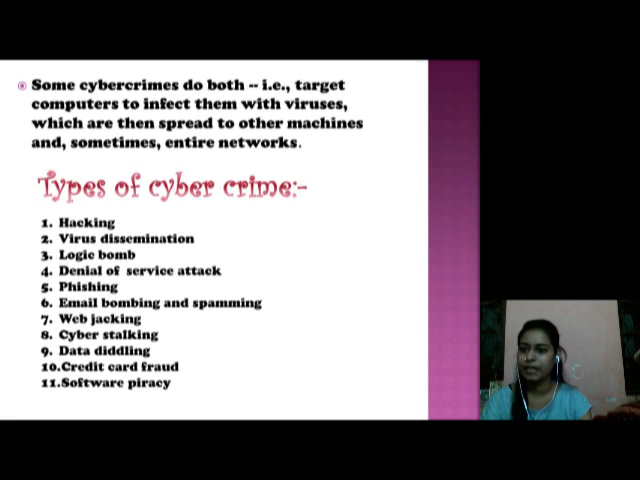 Some cybercrimes do both -- i.e., target
computers to infect them with viruses,
which are then spread to other machines
and, sometimes, entire networks.
Types of cyber crime:-
1. Hacking
2. Virus dissemination
3. Logic bomb
4. Denial of service attack
5. Phishing
6. Email bombing and spamming
7. Web jacking
8. Cyber stalking
9. Data diddling
10.Credit card fraud
11.Software piracy